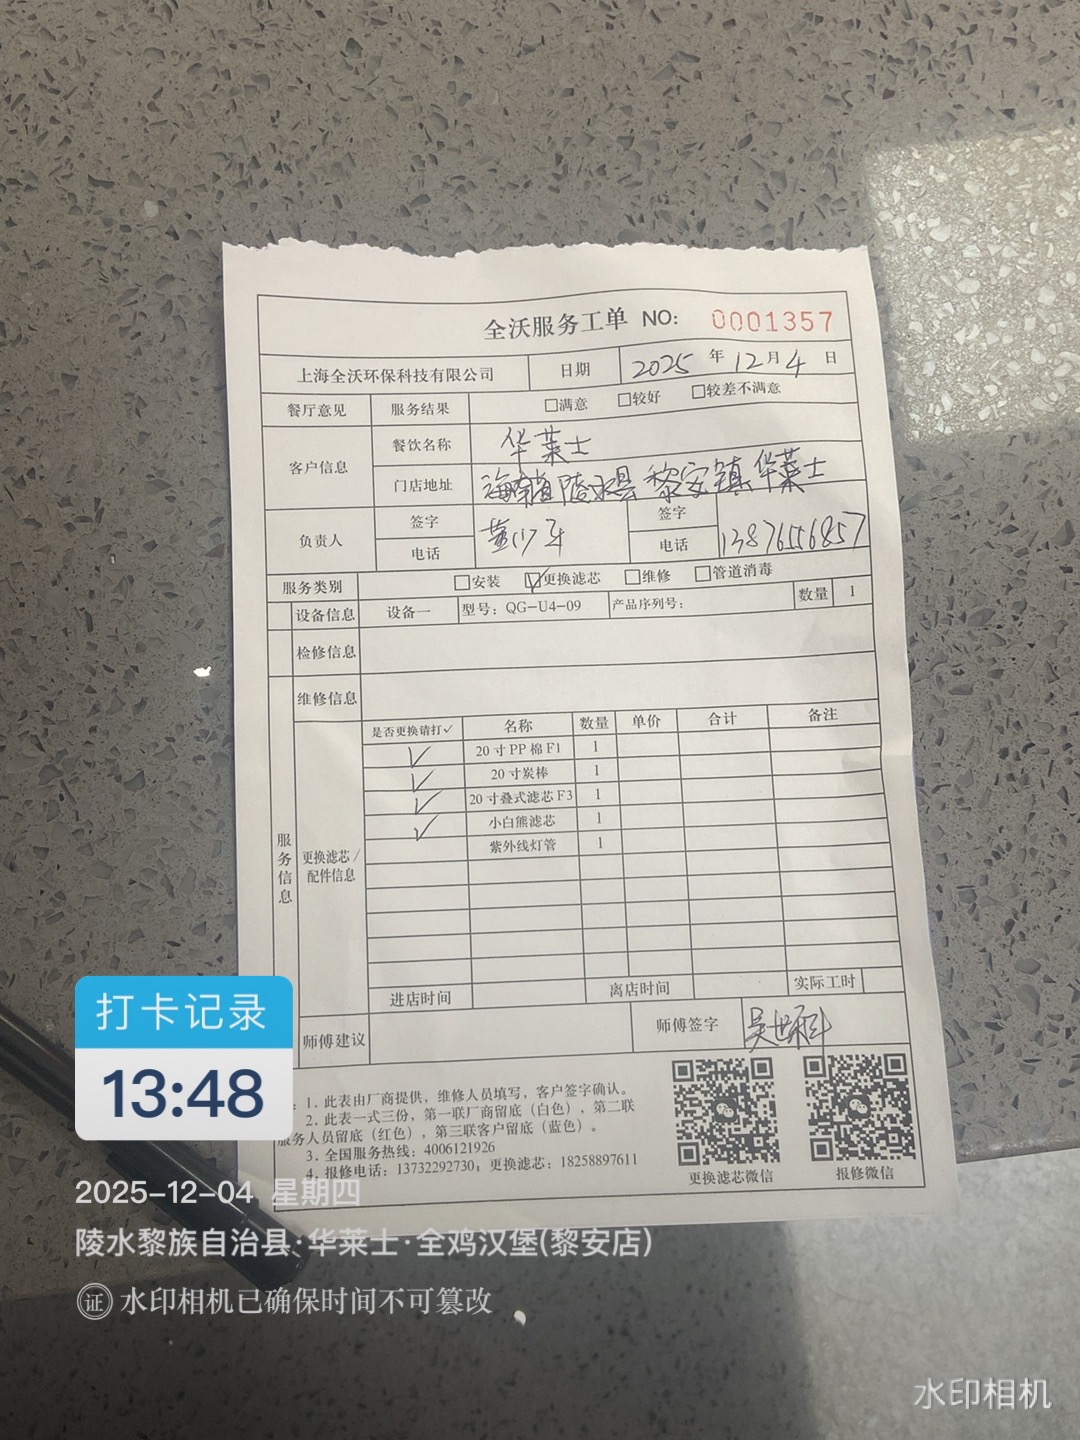 全沃服务工单 NO: 0001357
上海全沃环保科技有限公司 日期 2025 年 12 月 4 日
餐厅意见 服务结果 □满意 □较好 □较差不满意
客户信息 餐饮名称 华莱士
门店地址 海南省陵水县黎安镇华莱士
负责人 签字 签字
电话 电话 13876556857
服务类别 □安装 ☑更换滤芯 □维修 □管道消毒
设备信息 设备一 型号：QG-U4-09 产品序列号： 数量 1
检修信息
维修信息
服务信息
更换滤芯/配件信息
是否更换请打✓ 名称 数量 单价 合计 备注
✓ 20寸PP棉F1 1
✓ 20寸炭棒 1
✓ 20寸叠式滤芯F3 1
✓ 小白熊滤芯 1
紫外线灯管 1
进店时间 离店时间 实际工时
师傅建议 师傅签字
：1. 此表由厂商提供，维修人员填写，客户签字确认。
2. 此表一式三份，第一联厂商留底（白色），第二联
服务人员留底（红色），第三联客户留底（蓝色）。
3. 全国服务热线：4006121926
4. 报修电话：13732292730；更换滤芯：18258897611
更换滤芯微信 报修微信
打卡记录
13:48
2025-12-04 星期四
陵水黎族自治县·华莱士·全鸡汉堡(黎安店)
证 水印相机已确保时间不可篡改
水印相机